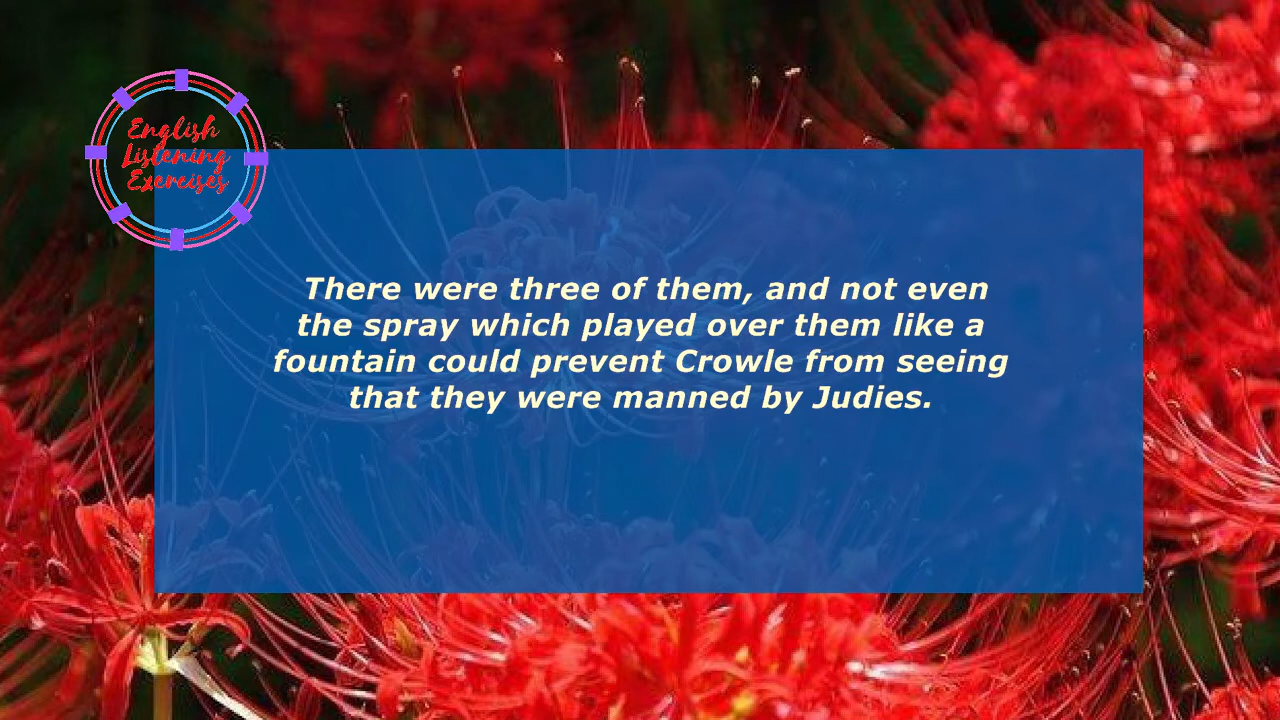 English
Listening
Exercises
There were three of them, and not even
the spray which played over them like a
fountain could prevent Crowle from seeing
that they were manned by Judies.